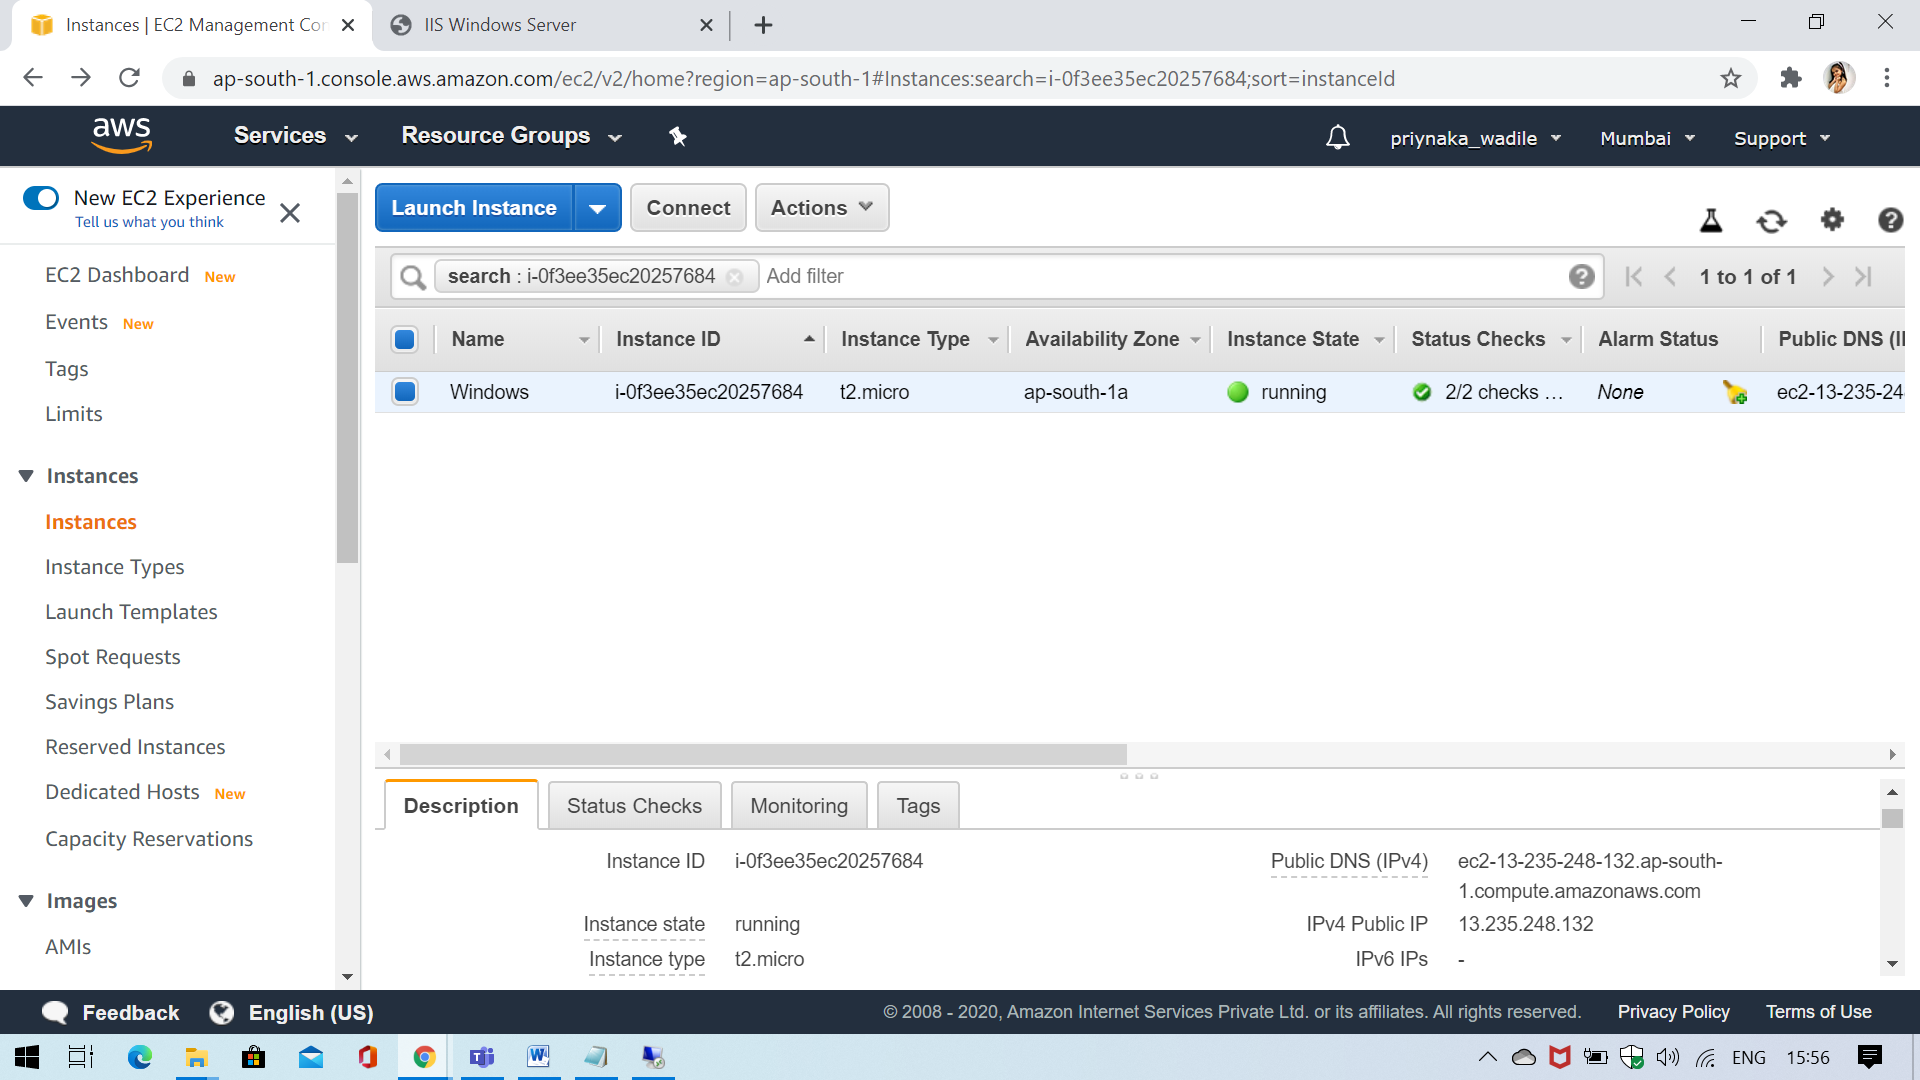 Instances | EC2 Management Con
IIS Windows Server
ap-south-1.console.aws.amazon.com/ec2/v2/home?region=ap-south-1#Instances:search=i-0f3ee35ec20257684;sort=instanceId
aws Services Resource Groups priynaka_wadile Mumbai Support
New EC2 Experience
Tell us what you think
EC2 Dashboard New
Events New
Tags
Limits
Instances
Instances
Instance Types
Launch Templates
Spot Requests
Savings Plans
Reserved Instances
Dedicated Hosts New
Capacity Reservations
Images
AMIs
Launch Instance Connect Actions
search : i-0f3ee35ec20257684 Add filter 1 to 1 of 1
Name Instance ID Instance Type Availability Zone Instance State Status Checks Alarm Status Public DNS (I
Windows i-0f3ee35ec20257684 t2.micro ap-south-1a running 2/2 checks ... None ec2-13-235-24
Description Status Checks Monitoring Tags
Instance ID i-0f3ee35ec20257684 Public DNS (IPv4) ec2-13-235-248-132.ap-south-
1.compute.amazonaws.com
Instance state running IPv4 Public IP 13.235.248.132
Instance type t2.micro IPv6 IPs -
Feedback English (US) © 2008 - 2020, Amazon Internet Services Private Ltd. or its affiliates. All rights reserved. Privacy Policy Terms of Use
ENG 15:56